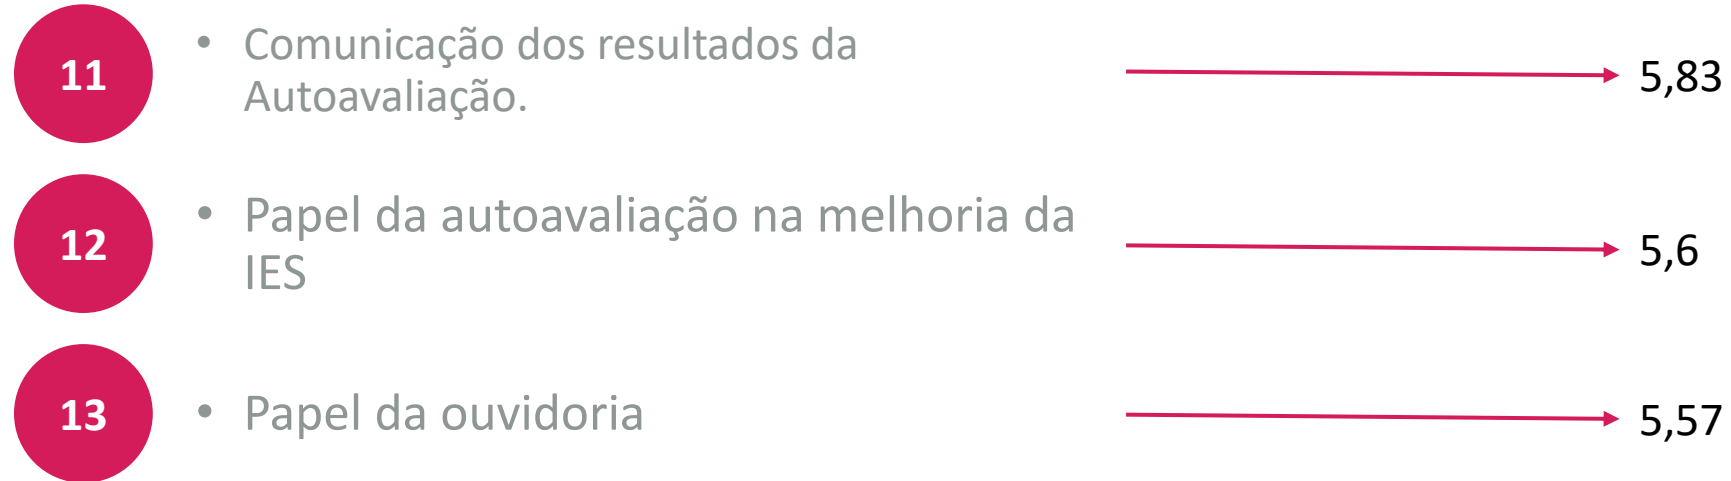 11
• Comunicação dos resultados da
Autoavaliação.
5,83
12
• Papel da autoavaliação na melhoria da
IES
5,6
13
• Papel da ouvidoria
5,57